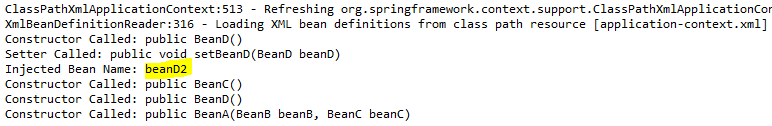 ClassPathXmlApplicationContext:513 - Refreshing org.springframework.context.support.ClassPathXmlApplicationCon
XmlBeanDefinitionReader:316 - Loading XML bean definitions from class path resource [application-context.xml]
Constructor Called: public BeanD()
Setter Called: public void setBeanD(BeanD beanD)
Injected Bean Name: beanD2
Constructor Called: public BeanC()
Constructor Called: public BeanD()
Constructor Called: public BeanA(BeanB beanB, BeanC beanC)